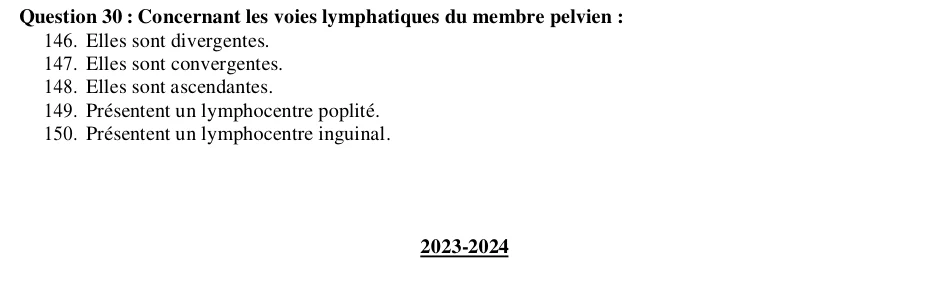 Question 30 : Concernant les voies lymphatiques du membre pelvien :
146. Elles sont divergentes.
147. Elles sont convergentes.
148. Elles sont ascendantes.
149. Présentent un lymphocentre poplité.
150. Présentent un lymphocentre inguinal.
2023-2024